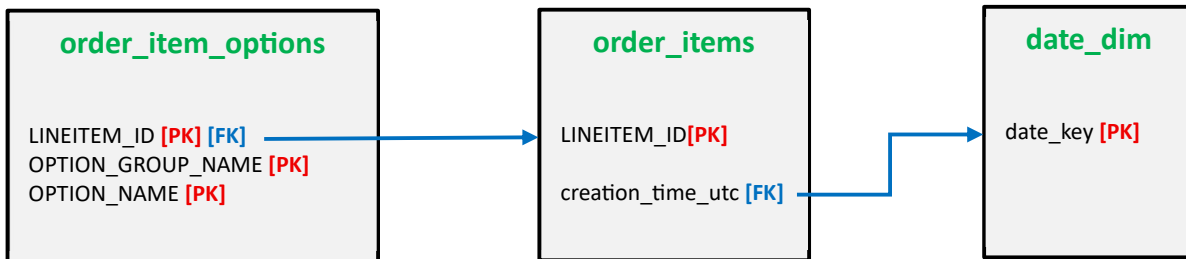 order_item_options
LINEITEM_ID [PK] [FK]
OPTION_GROUP_NAME [PK]
OPTION_NAME [PK]
order_items
LINEITEM_ID[PK]
creation_time_utc [FK]
date_dim
date_key [PK]